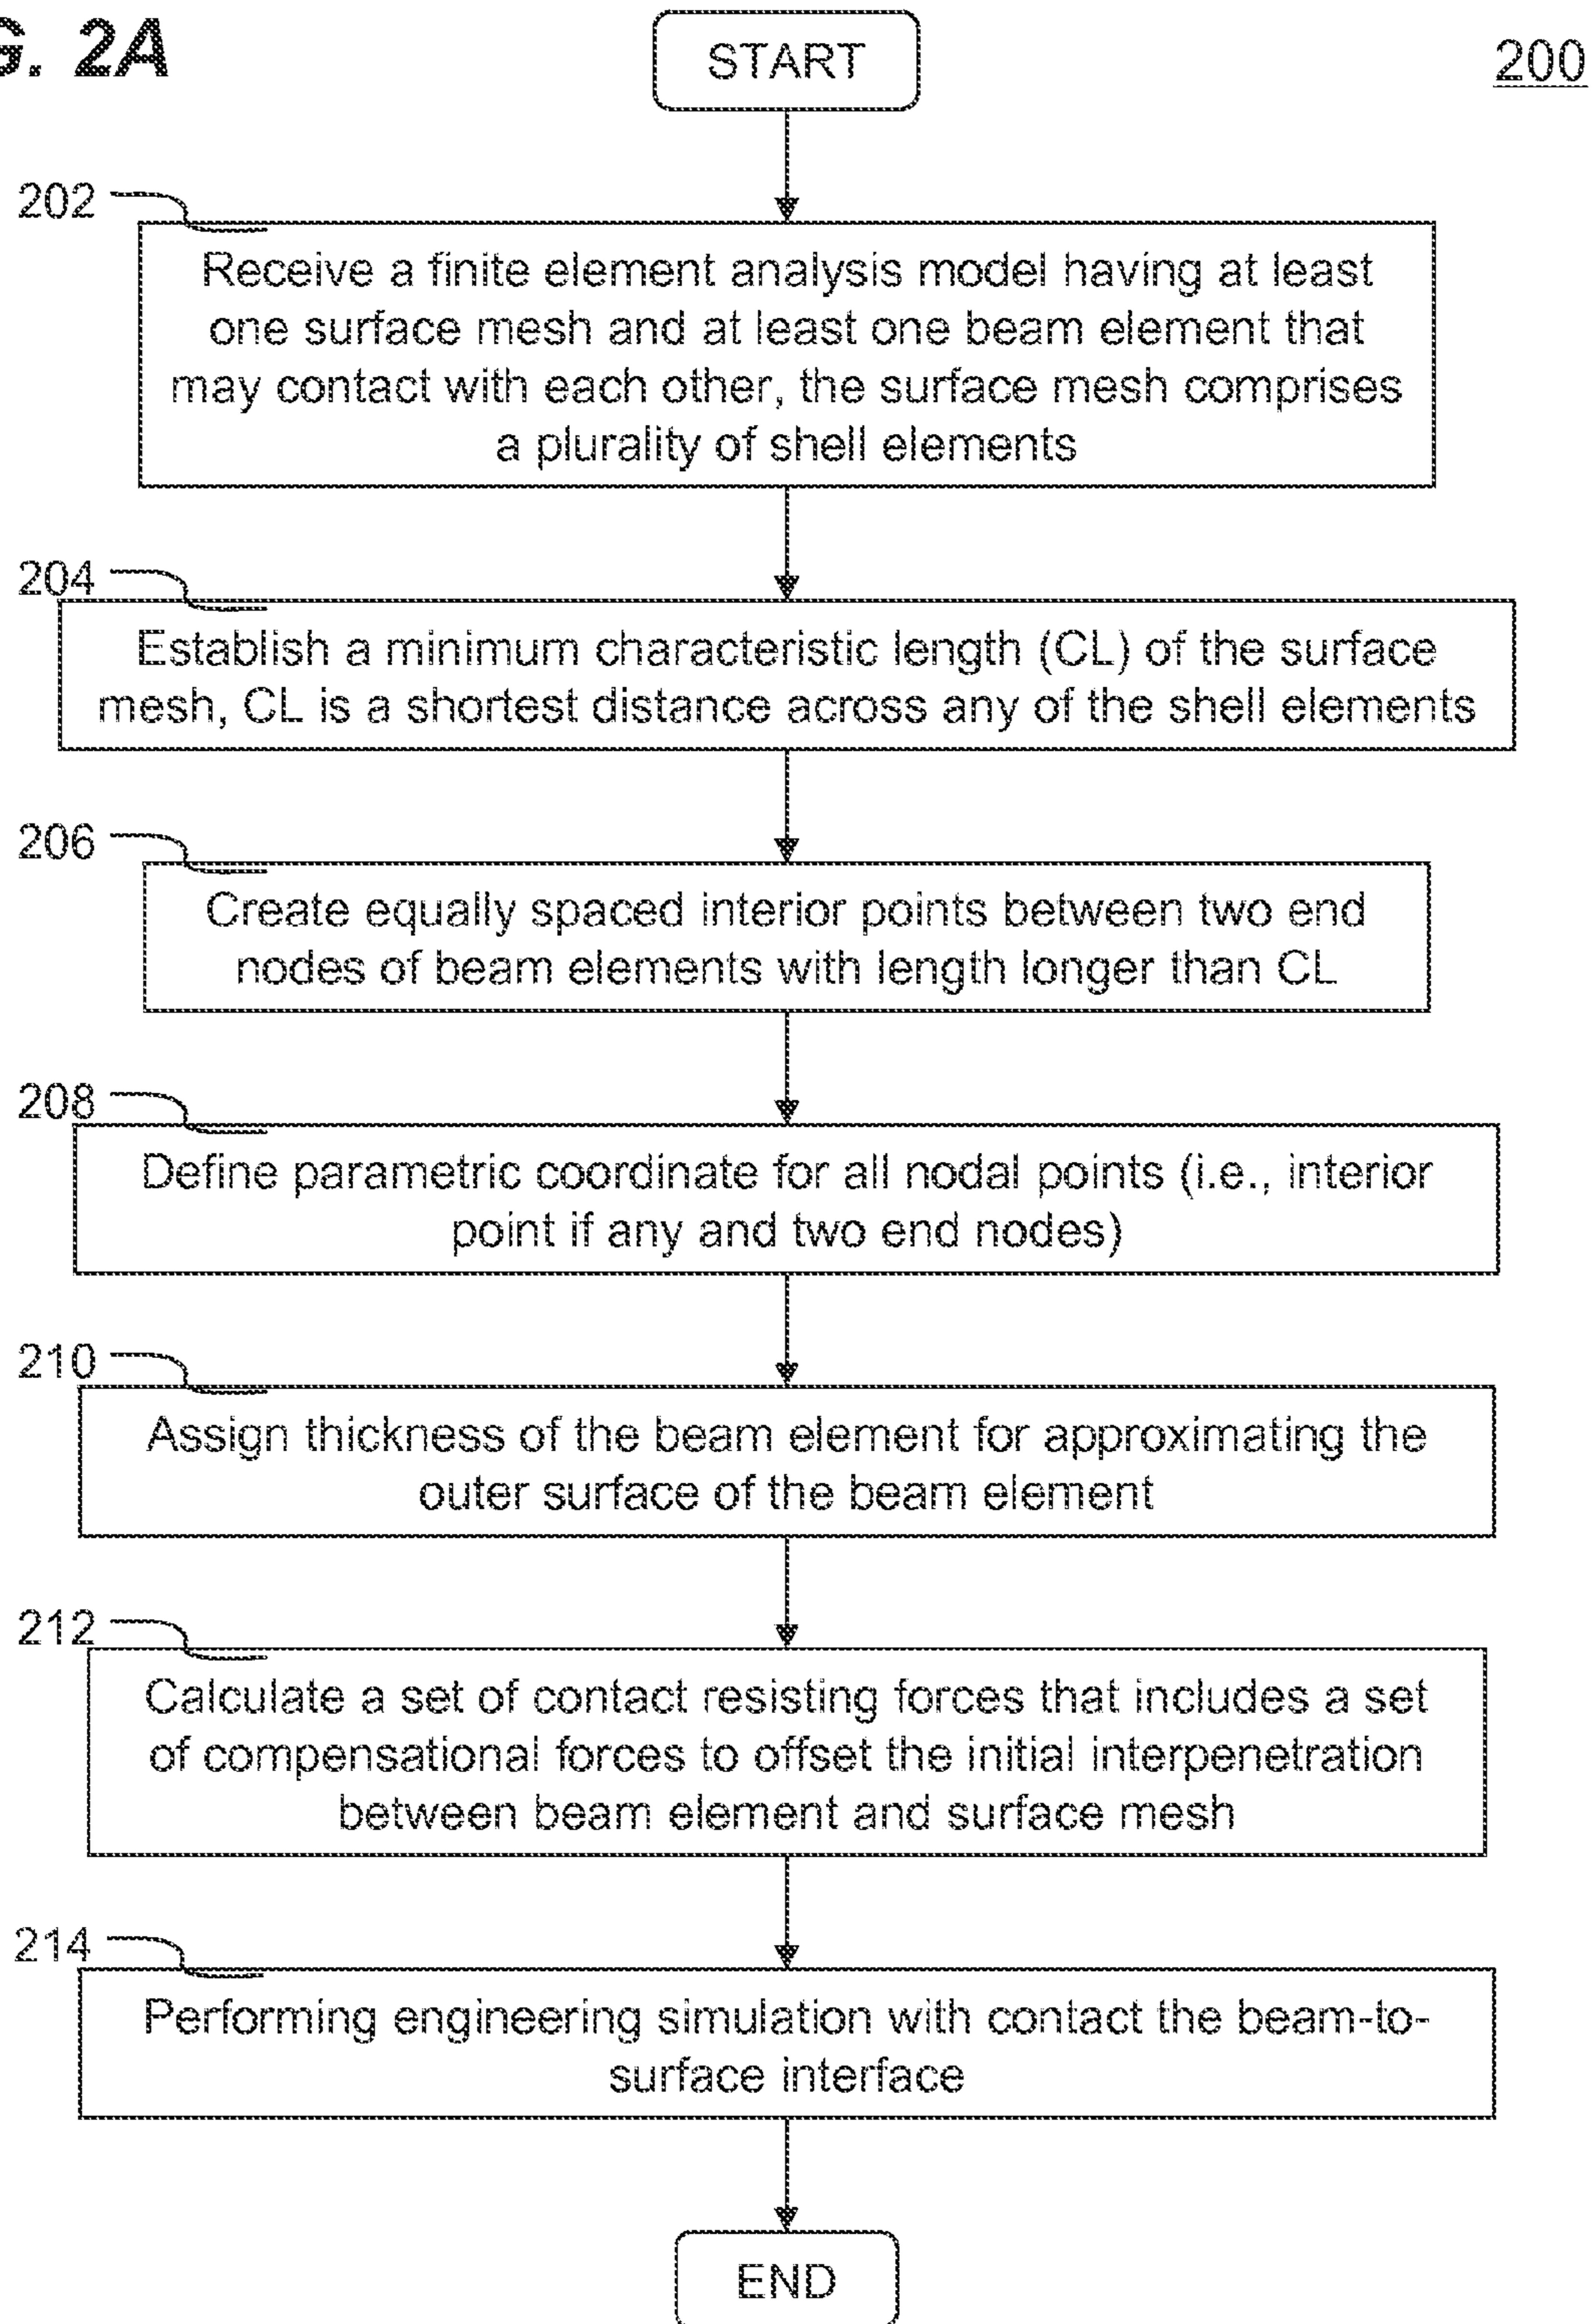 G. 2A
START
200
202
Receive a finite element analysis model having at least
one surface mesh and at least one beam element that
may contact with each other, the surface mesh comprises
a plurality of shell elements
204
Establish a minimum characteristic length (CL) of the surface
mesh, CL is a shortest distance across any of the shell elements
206
Create equally spaced interior points between two end
nodes of beam elements with length longer than CL
208
Define parametric coordinate for all nodal points (i.e., interior
point if any and two end nodes)
210
Assign thickness of the beam element for approximating the
outer surface of the beam element
212
Calculate a set of contact resisting forces that includes a set
of compensational forces to offset the initial interpenetration
between beam element and surface mesh
214
Performing engineering simulation with contact the beam-to-
surface interface
END